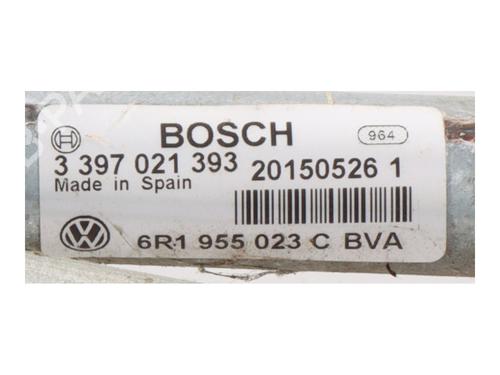 BOSCH
964
3 397 021 393
20150526 1
Made in Spain
6R1 955 023 C BVA